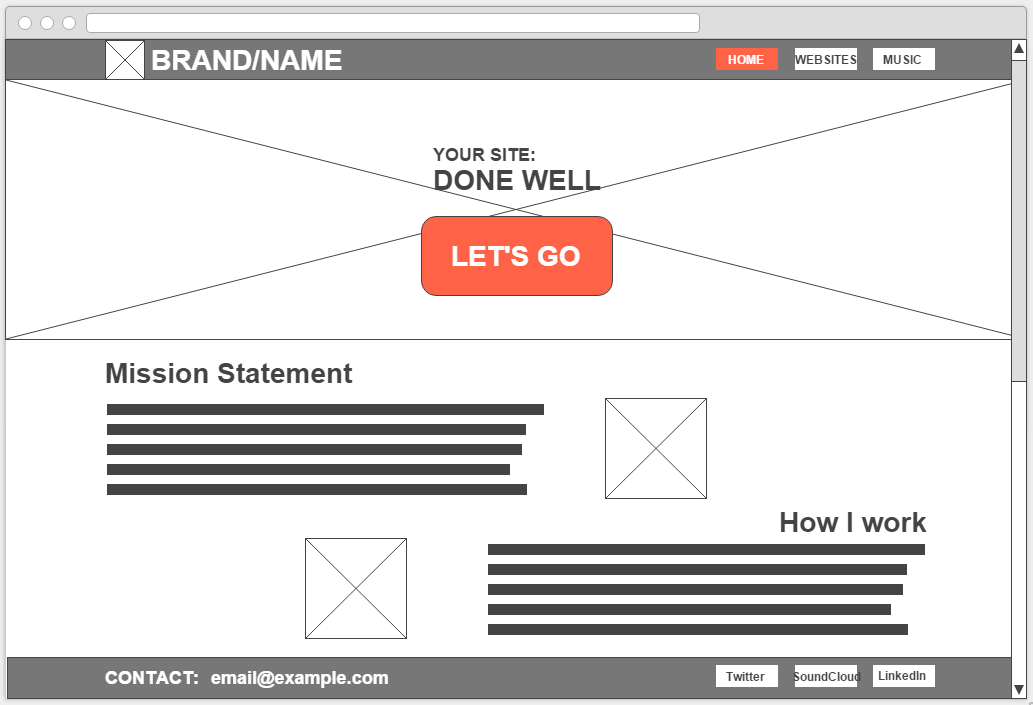 BRAND/NAME HOME WEBSITES MUSIC
YOUR SITE:
DONE WELL
LET'S GO
Mission Statement
How I work
CONTACT: email@example.com Twitter SoundCloud LinkedIn